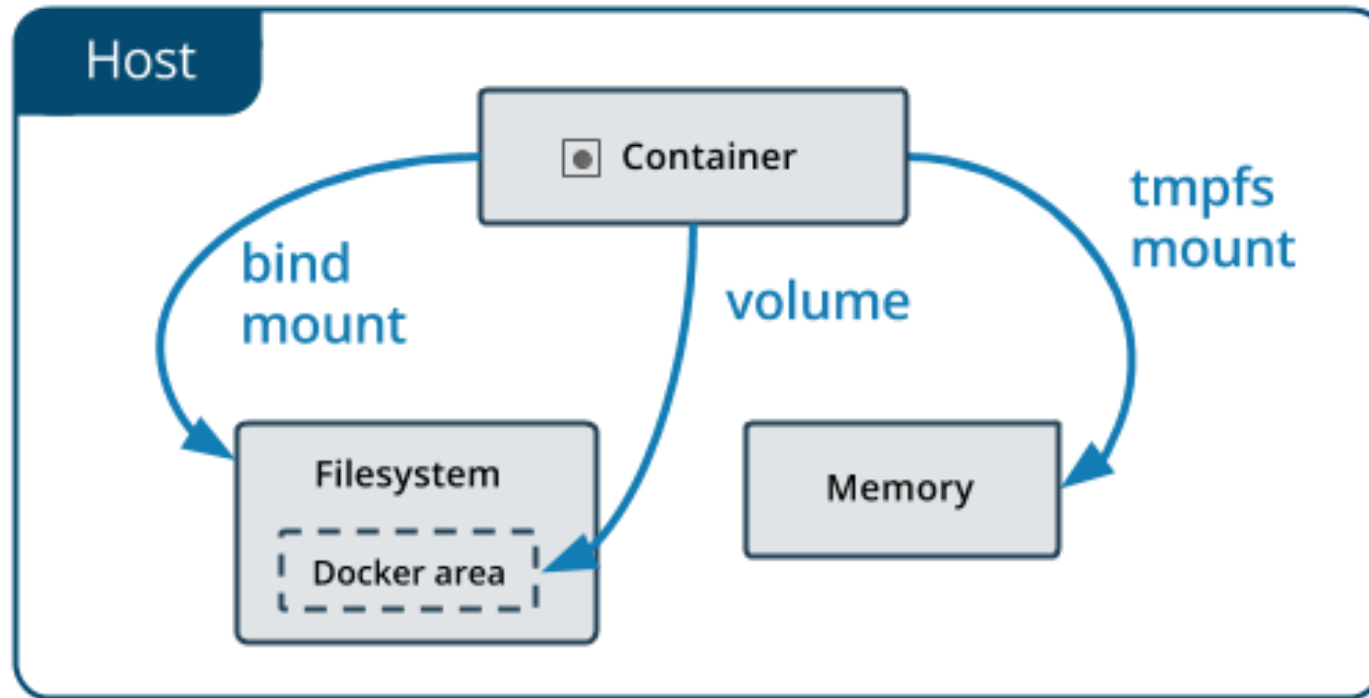 Host
Container
bind
mount
volume
tmpfs
mount
Filesystem
Docker area
Memory